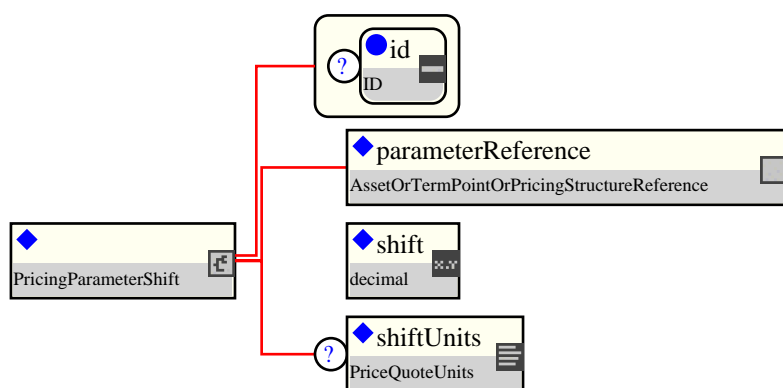 ?
id
ID
parameterReference
AssetOrTermPointOrPricingStructureReference
PricingParameterShift
shift
x.y
decimal
?
shiftUnits
PriceQuoteUnits